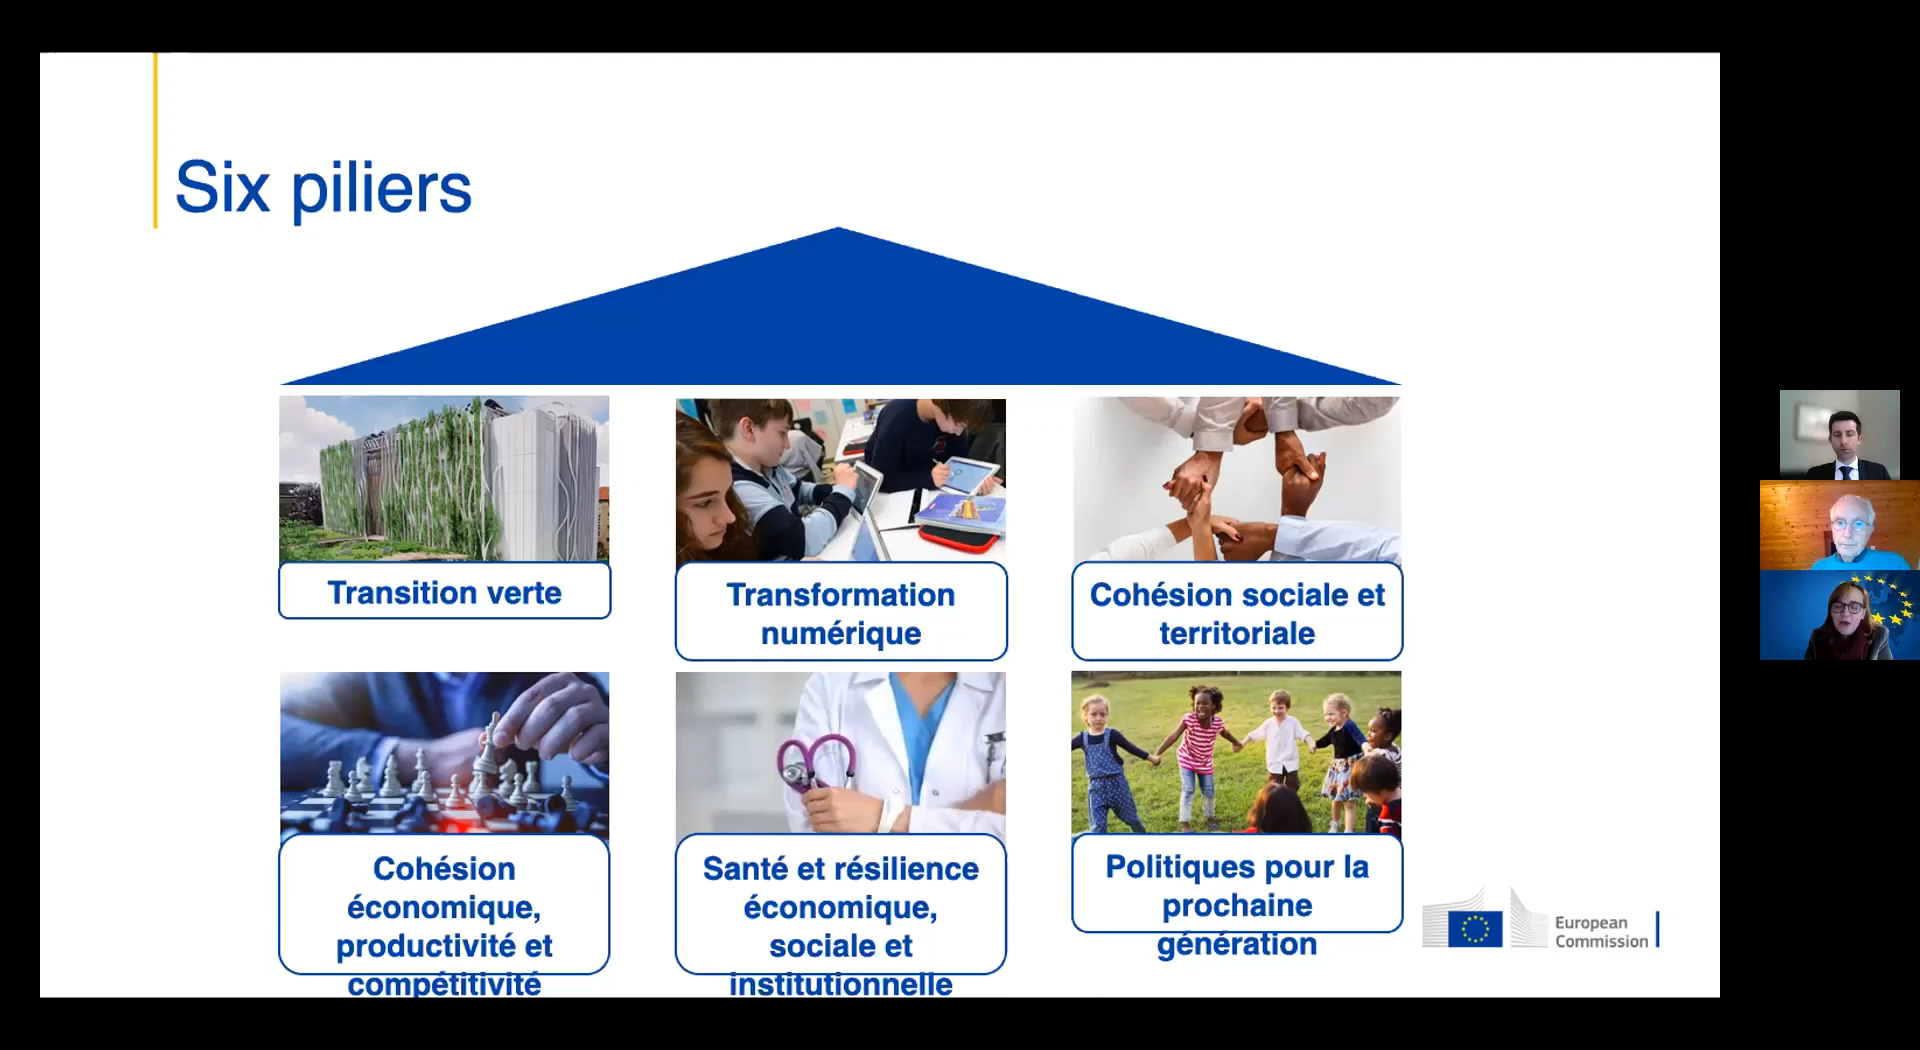 Six piliers
Transition verte
Transformation
numérique
Cohésion sociale et
territoriale
Cohésion
économique,
productivité et
compétitivité
Santé et résilience
économique,
sociale et
institutionnelle
Politiques pour la
prochaine
génération
European
Commission